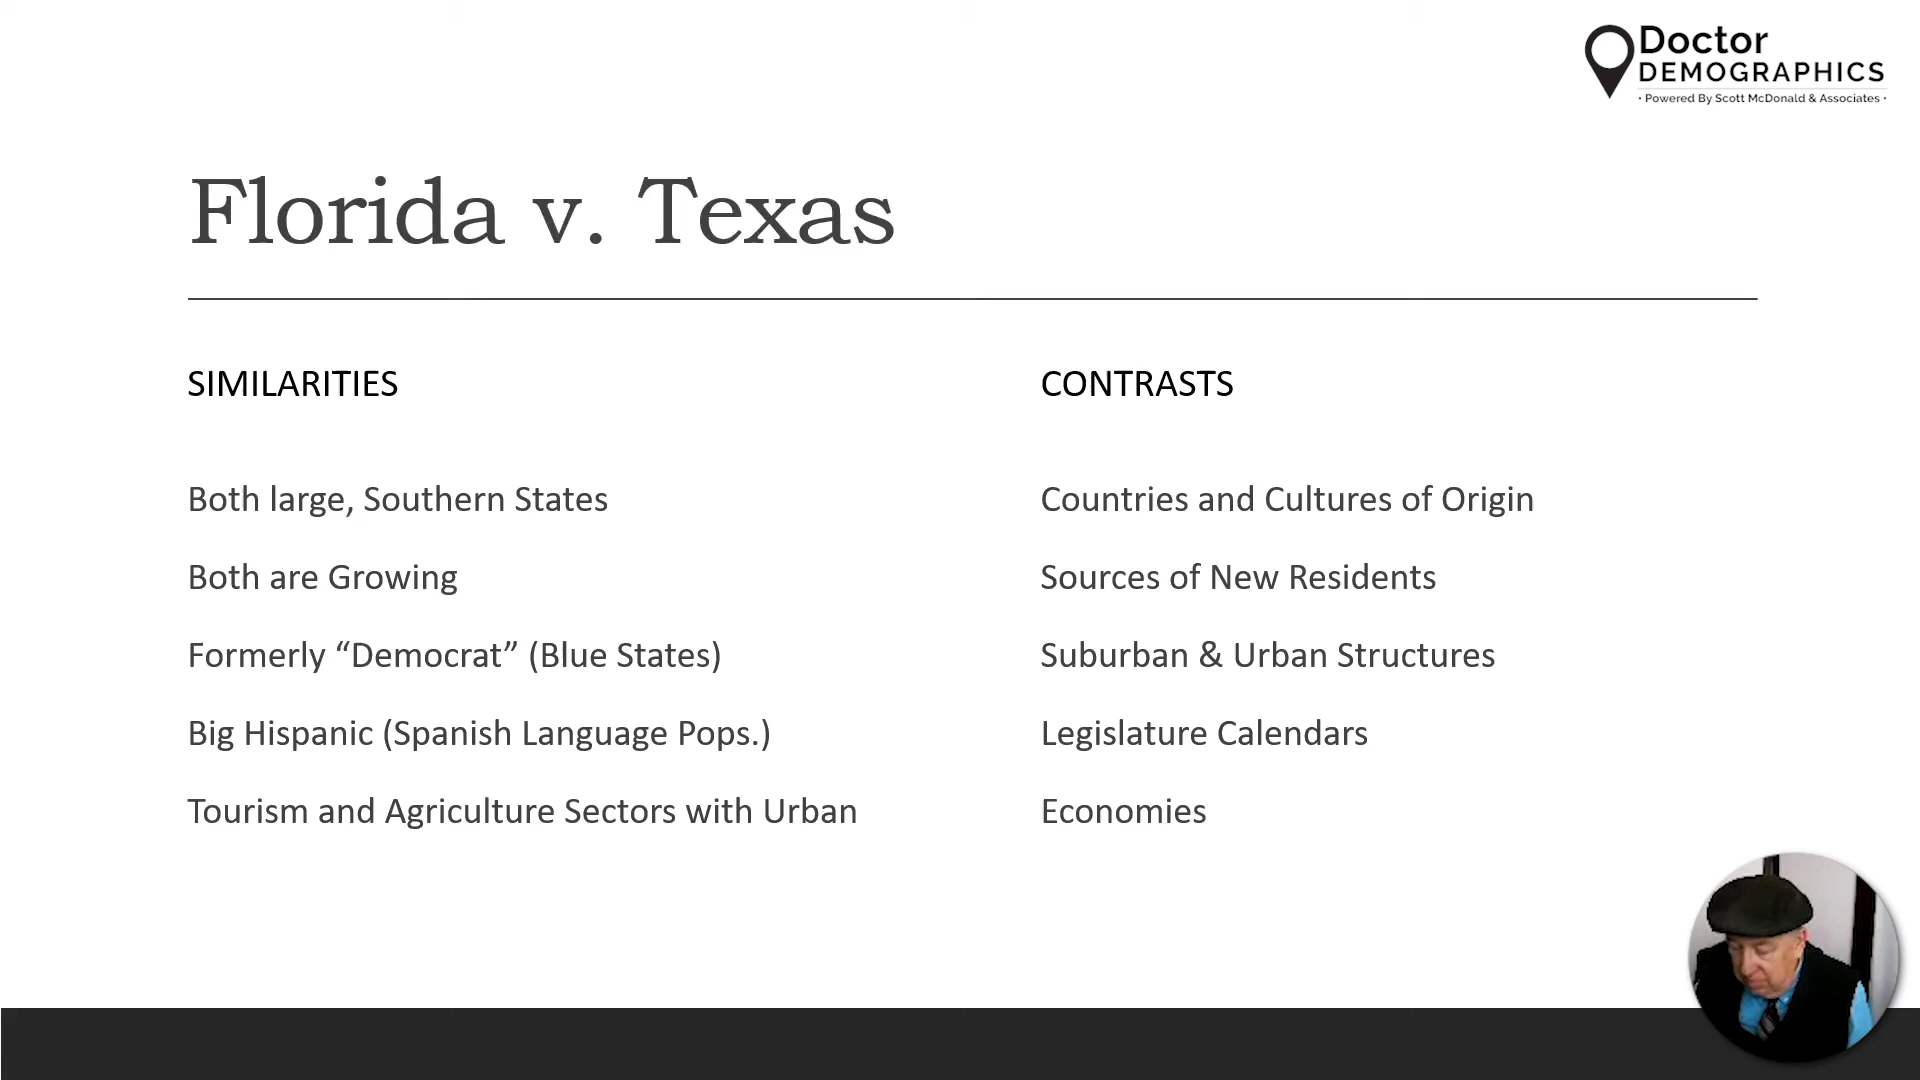 Doctor
DEMOGRAPHICS
· Powered By Scott McDonald & Associates ·
Florida v. Texas
SIMILARITIES
Both large, Southern States
Both are Growing
Formerly “Democrat” (Blue States)
Big Hispanic (Spanish Language Pops.)
Tourism and Agriculture Sectors with Urban
CONTRASTS
Countries and Cultures of Origin
Sources of New Residents
Suburban & Urban Structures
Legislature Calendars
Economies